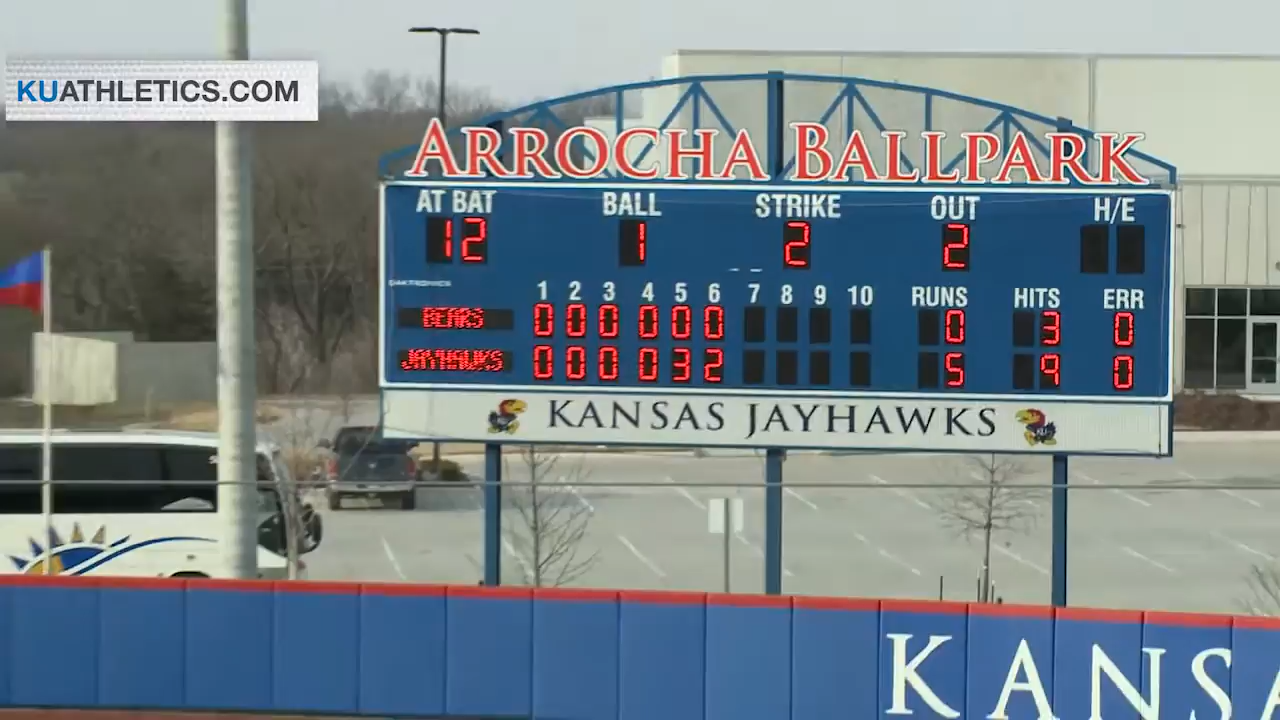 KUATHLETICS.COM
ARROCHA BALLPARK
AT BAT BALL STRIKE OUT H/E
12 1 2 2
DAKTRONICS
1 2 3 4 5 6 7 8 9 10 RUNS HITS ERR
BEARS 0 0 0 0 0 0 0 3 0
JAYHAWKS 0 0 0 0 3 2 5 9 0
KANSAS JAYHAWKS
KANSA